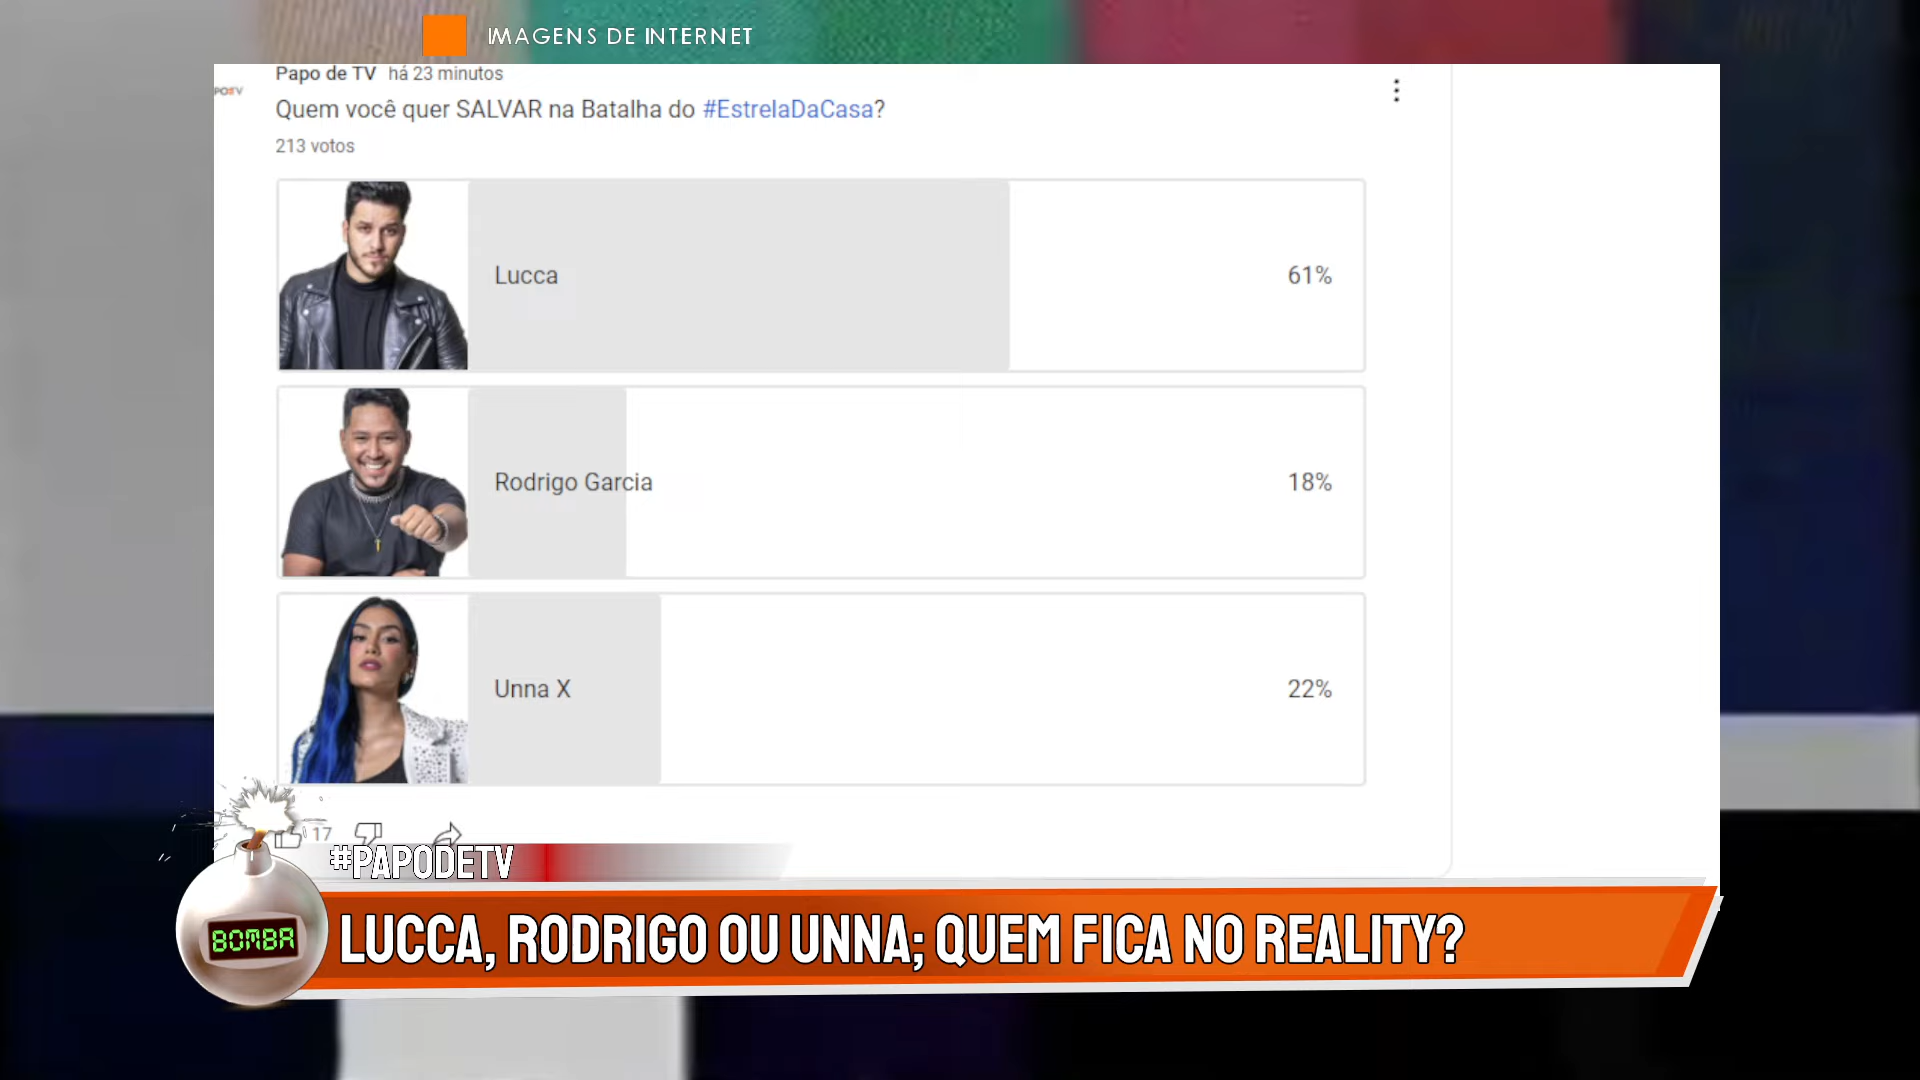 IMAGENS DE INTERNET
Papo de TV há 23 minutos
Quem você quer SALVAR na Batalha do #EstrelaDaCasa?
213 votos
Lucca 61%
Rodrigo Garcia 18%
Unna X 22%
17
#PAPODETV
BOMBA
LUCCA, RODRIGO OU UNNA; QUEM FICA NO REALITY?